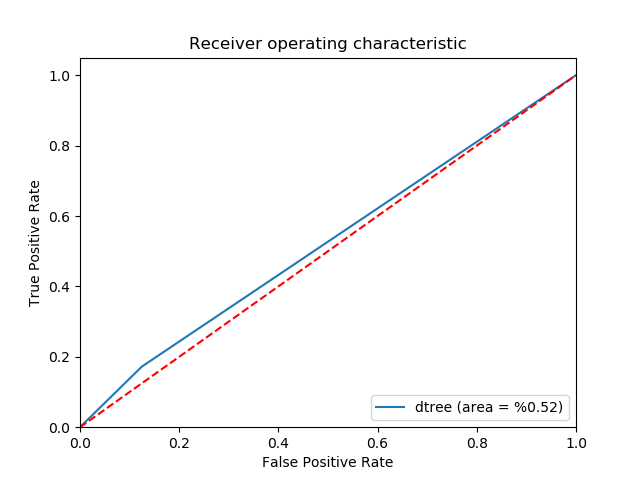 Receiver operating characteristic
1.0
0.8
0.6
0.4
0.2
0.0
True Positive Rate
dtree (area = %0.52)
0.0 0.2 0.4 0.6 0.8 1.0
False Positive Rate